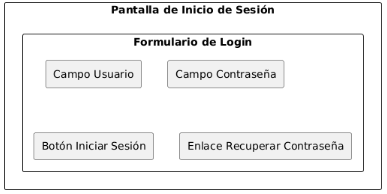 Pantalla de Inicio de Sesión
Formulario de Login
Campo Usuario
Campo Contraseña
Botón Iniciar Sesión
Enlace Recuperar Contraseña